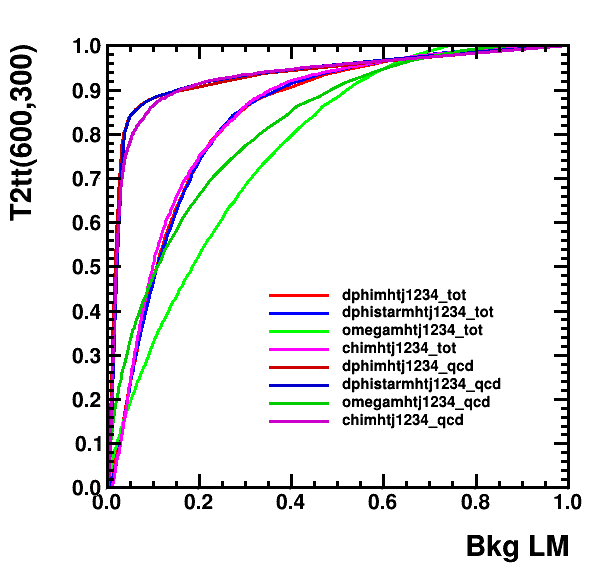 T2tt(600,300)
1.0
0.9
0.8
0.7
0.6
0.5
0.4
0.3
0.2
0.1
0.0
dphimhtj1234_tot
dphistarmhtj1234_tot
omegamhtj1234_tot
chimhtj1234_tot
dphimhtj1234_qcd
dphistarmhtj1234_qcd
omegamhtj1234_qcd
chimhtj1234_qcd
0.0 0.2 0.4 0.6 0.8 1.0
Bkg LM